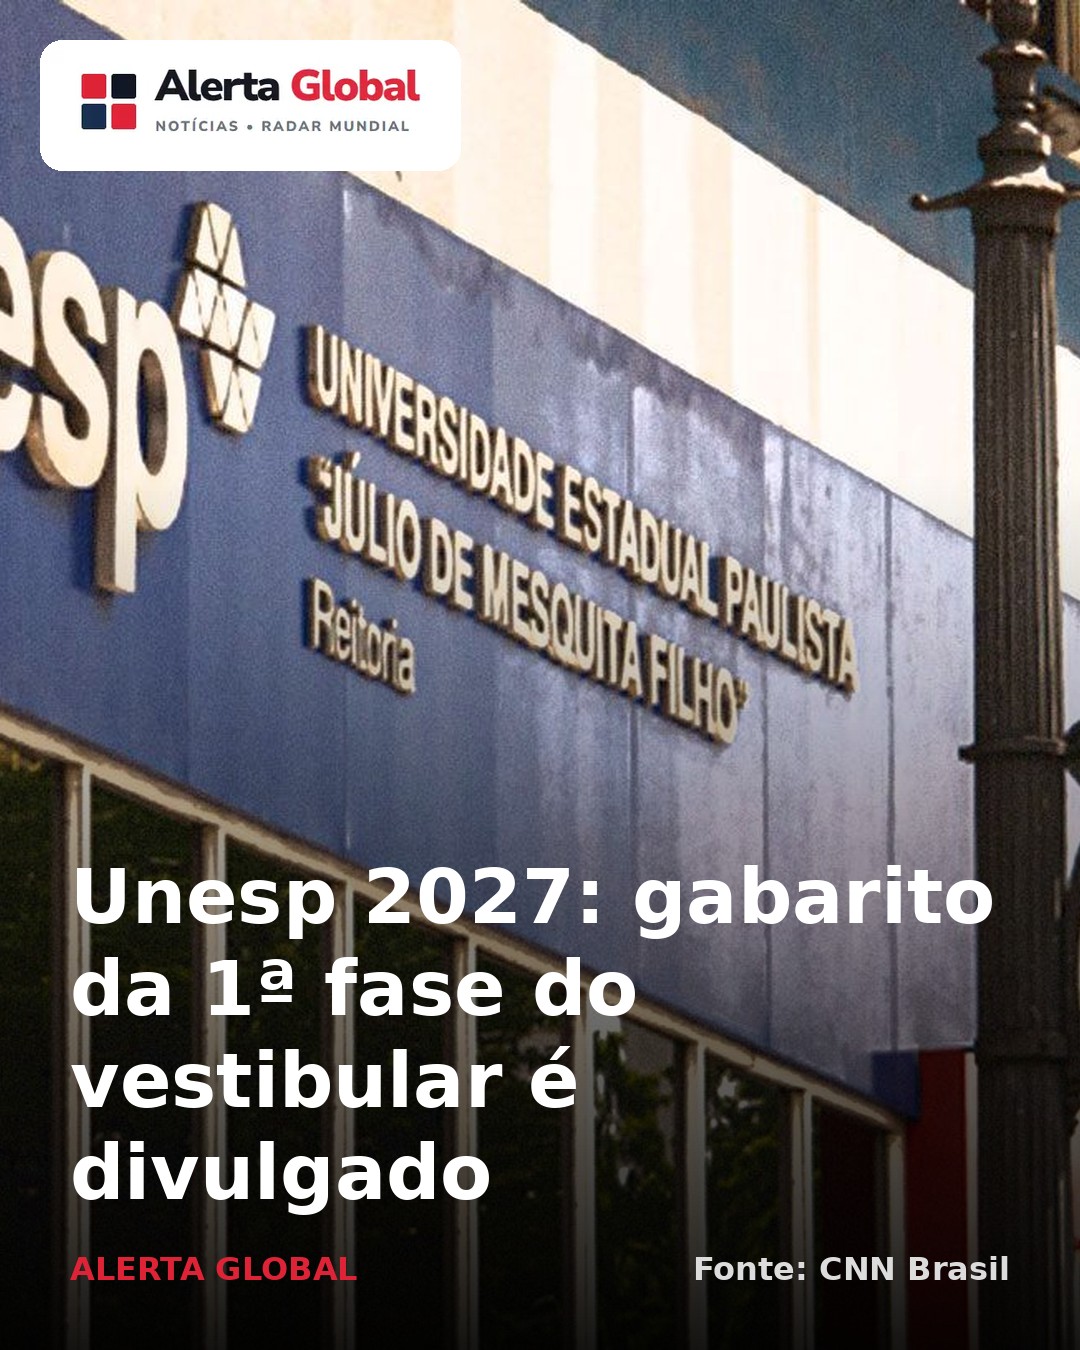 Alerta Global
NOTÍCIAS • RADAR MUNDIAL
esp
UNIVERSIDADE ESTADUAL PAULISTA
"JÚLIO DE MESQUITA FILHO"
Reitoria
Unesp 2027: gabarito
da 1ª fase do
vestibular é
divulgado
ALERTA GLOBAL
Fonte: CNN Brasil